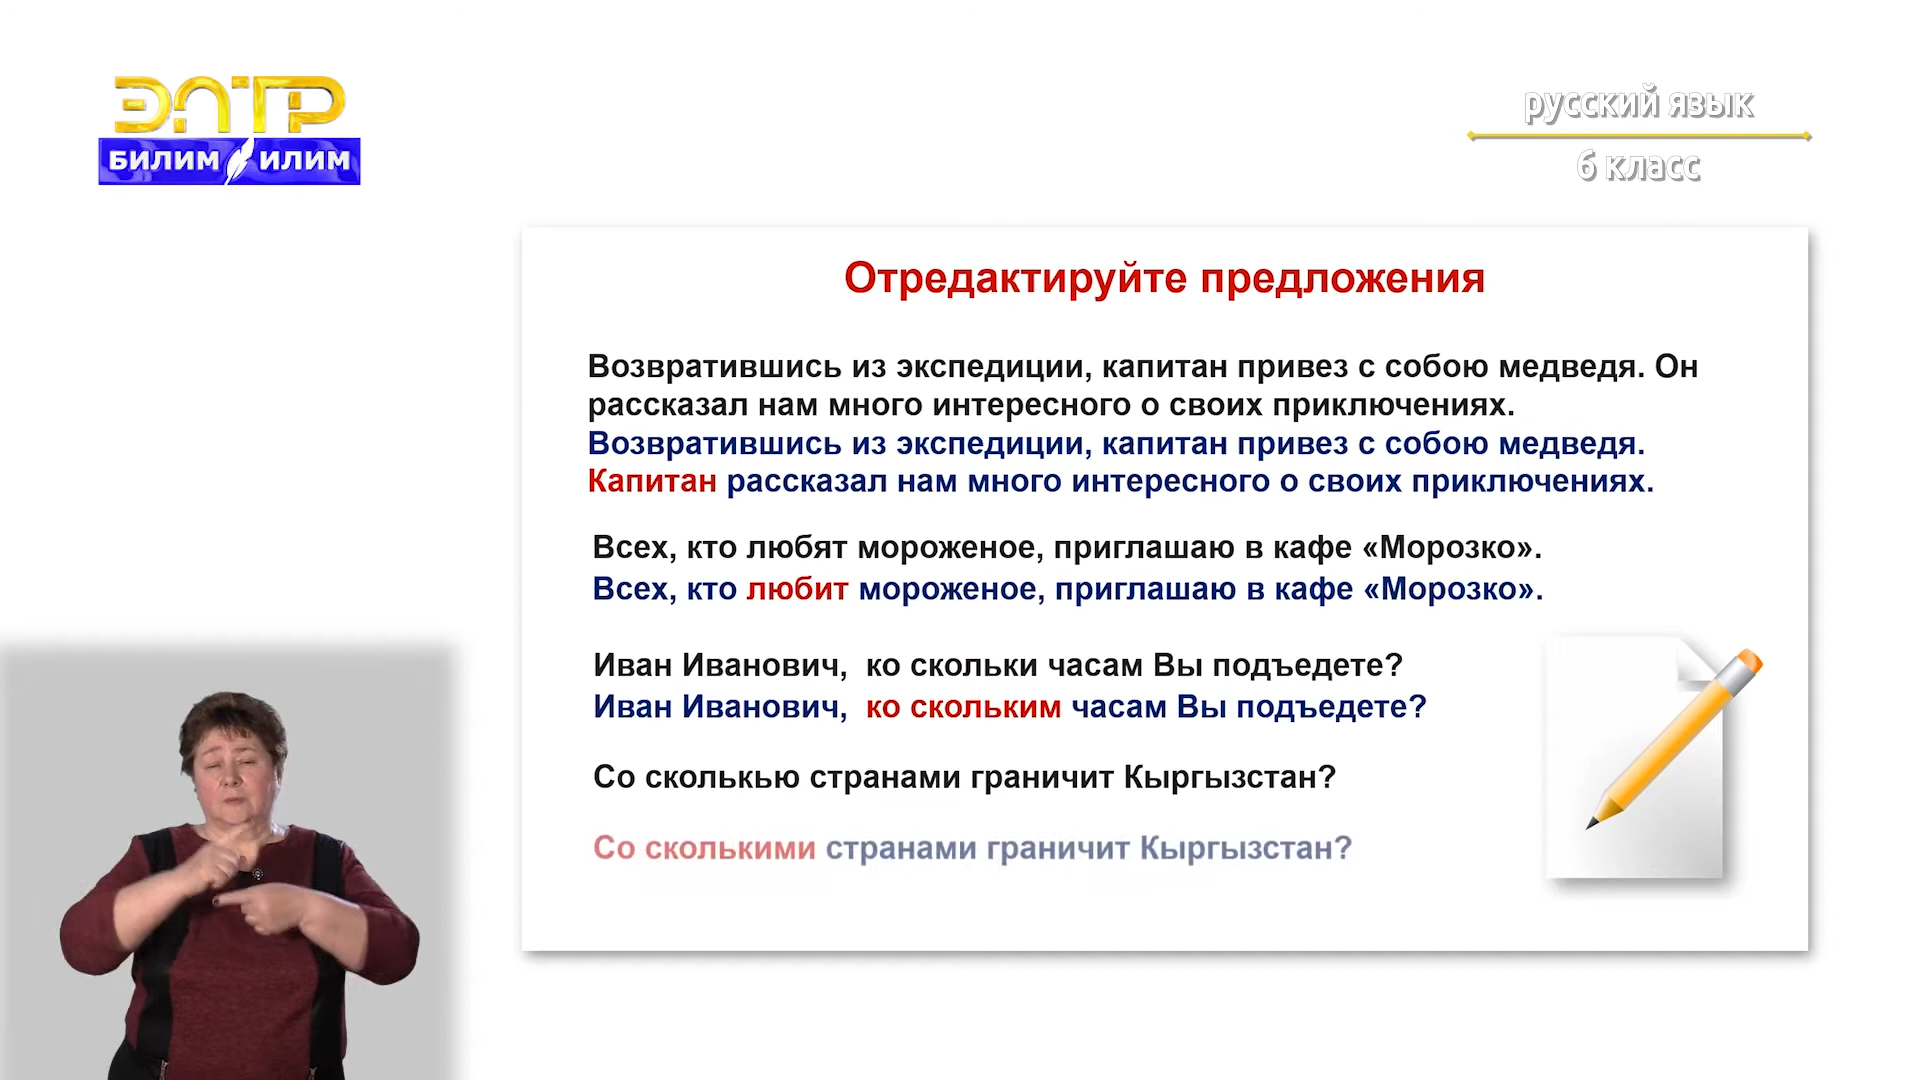 ЭЛТР
БИЛИМ ИЛИМ
русский язык
6 класс
Отредактируйте предложения
Возвратившись из экспедиции, капитан привез с собою медведя. Он
рассказал нам много интересного о своих приключениях.
Возвратившись из экспедиции, капитан привез с собою медведя.
Капитан рассказал нам много интересного о своих приключениях.
Всех, кто любят мороженое, приглашаю в кафе «Морозко».
Всех, кто любит мороженое, приглашаю в кафе «Морозко».
Иван Иванович, ко скольки часам Вы подъедете?
Иван Иванович, ко скольким часам Вы подъедете?
Со сколькью странами граничит Кыргызстан?
Со сколькими странами граничит Кыргызстан?